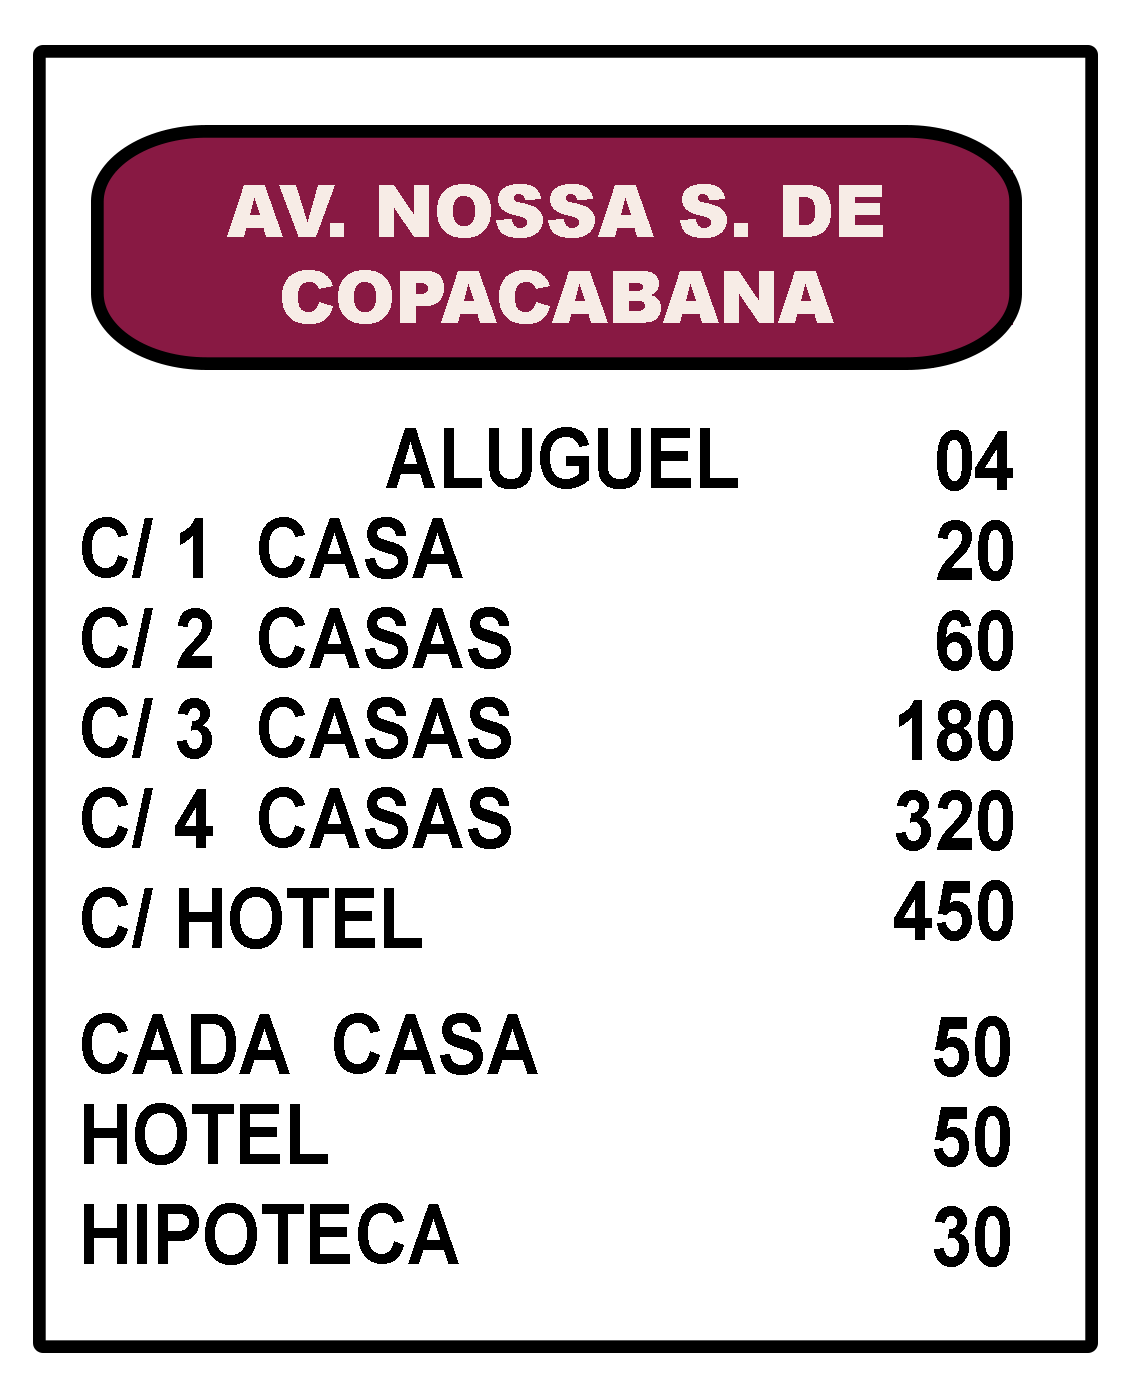 AV. NOSSA S. DE
COPACABANA
ALUGUEL 04
C/ 1 CASA 20
C/ 2 CASAS 60
C/ 3 CASAS 180
C/ 4 CASAS 320
C/ HOTEL 450
CADA CASA 50
HOTEL 50
HIPOTECA 30